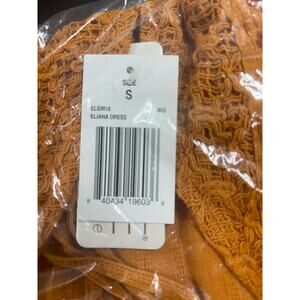 SIZE
S
ELIDR18
ELIANA DRESS
8 40434 19603 6